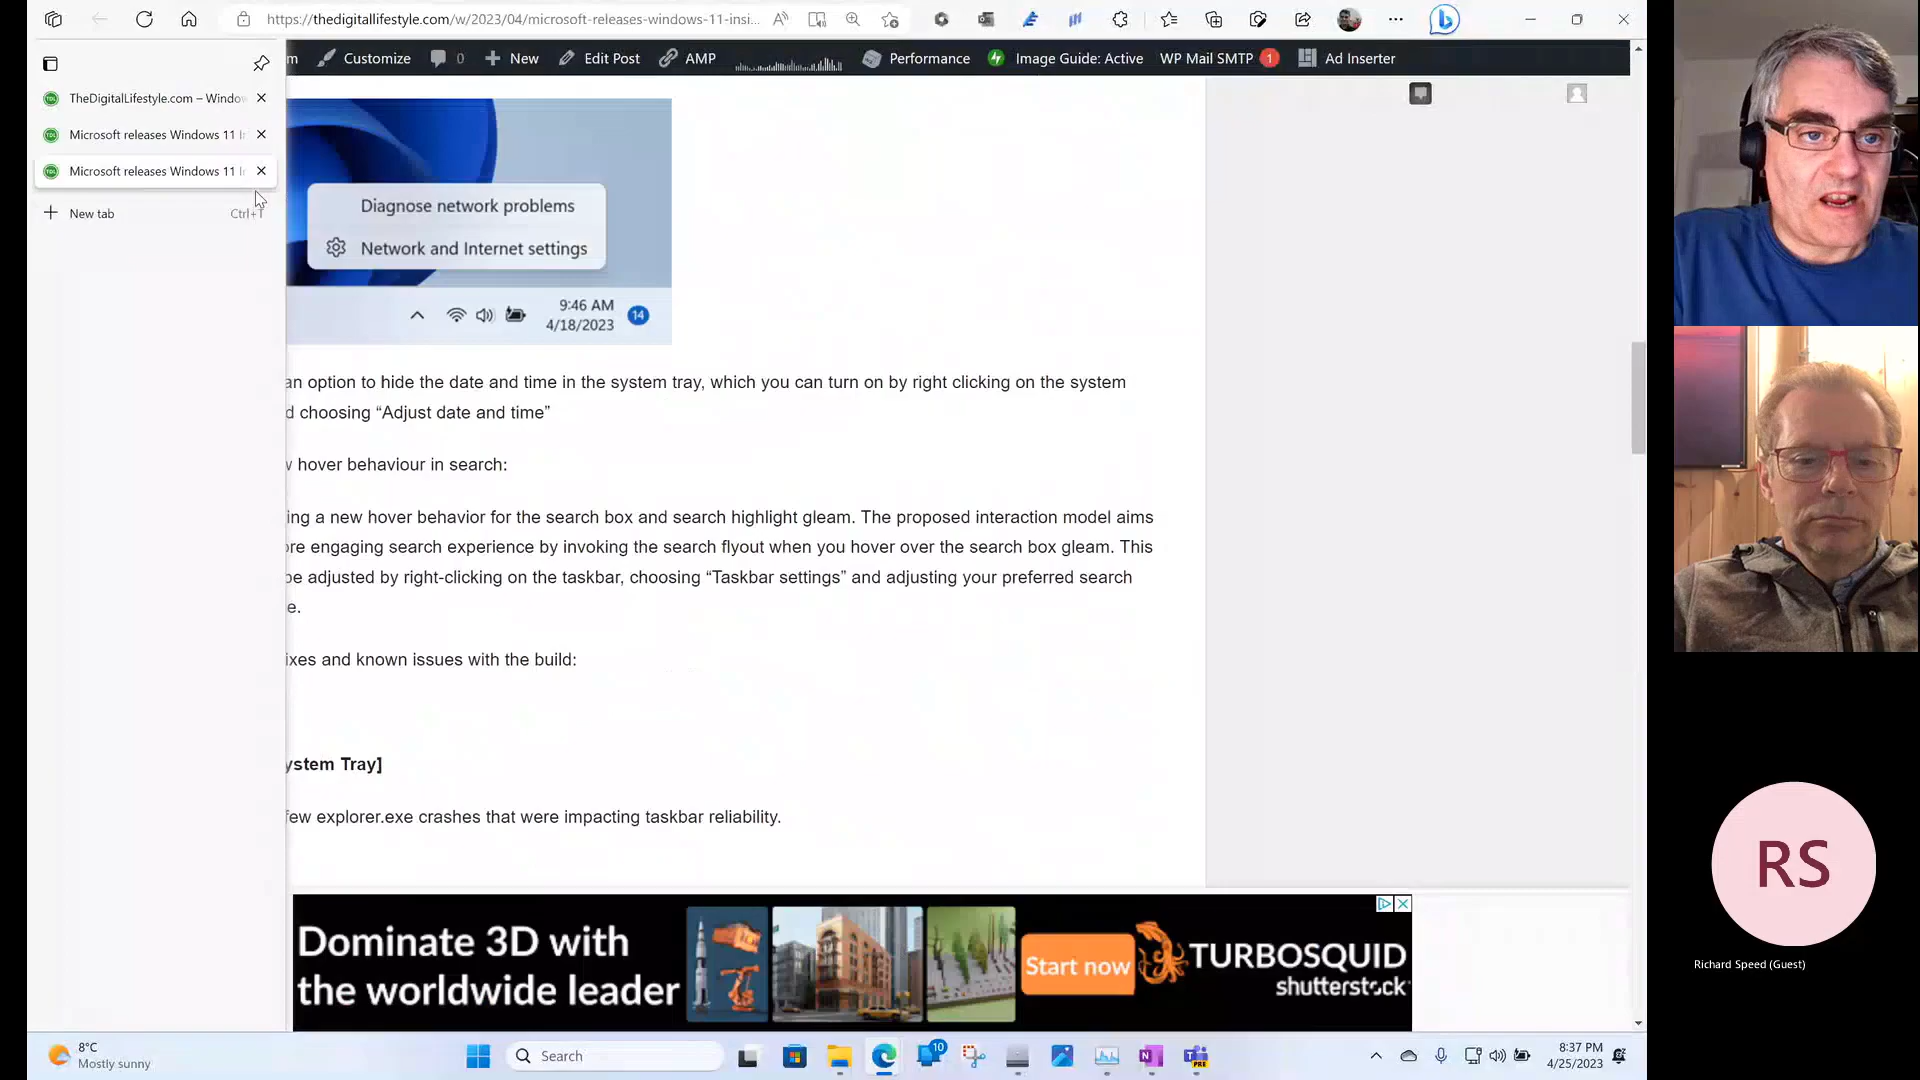 https://thedigitallifestyle.com/w/2023/04/microsoft-releases-windows-11-insi...
m Customize 0 New Edit Post AMP Performance Image Guide: Active WP Mail SMTP 1 Ad Inserter
TheDigitalLifestyle.com – Windo
Microsoft releases Windows 11 I
Microsoft releases Windows 11 I
New tab Ctrl+T
Diagnose network problems
Network and Internet settings
9:46 AM
4/18/2023
14
an option to hide the date and time in the system tray, which you can turn on by right clicking on the system
d choosing “Adjust date and time”
w hover behaviour in search:
ing a new hover behavior for the search box and search highlight gleam. The proposed interaction model aims
ore engaging search experience by invoking the search flyout when you hover over the search box gleam. This
be adjusted by right-clicking on the taskbar, choosing “Taskbar settings” and adjusting your preferred search
e.
ixes and known issues with the build:
ystem Tray]
few explorer.exe crashes that were impacting taskbar reliability.
Dominate 3D with
the worldwide leader
Start now
TURBOSQUID
shutterstock
RS
Richard Speed (Guest)
8°C
Mostly sunny
Search
10
8:37 PM
4/25/2023